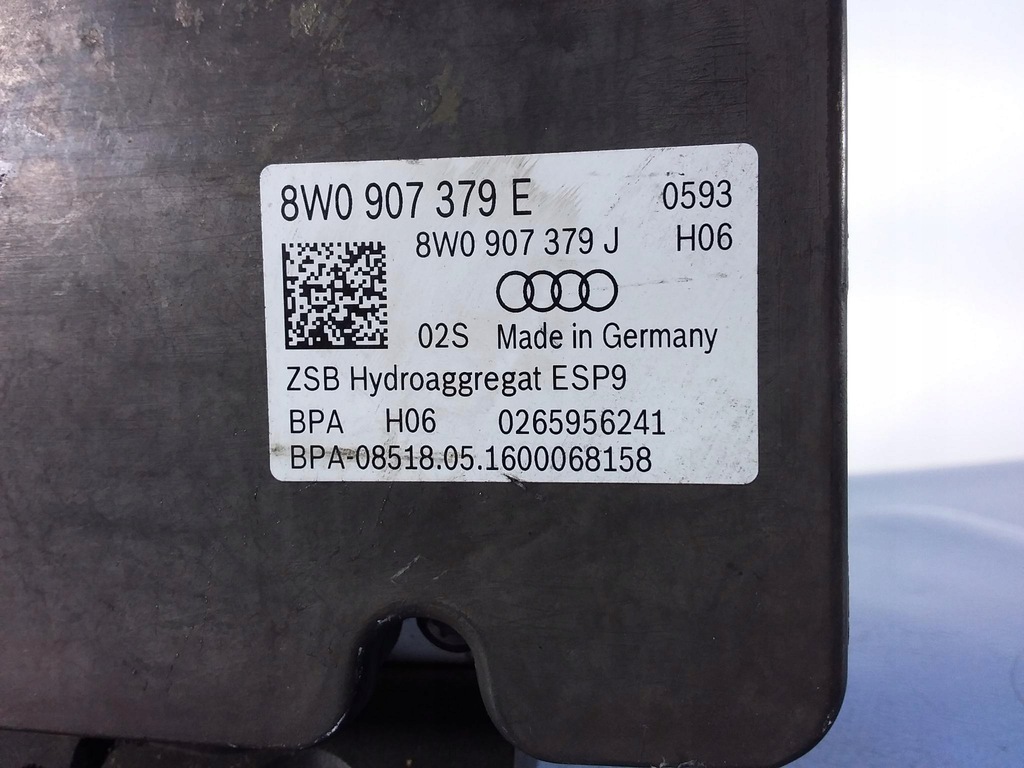 8W0 907 379 E 0593
8W0 907 379 J H06
02S Made in Germany
ZSB Hydroaggregat ESP9
BPA H06 0265956241
BPA-08518.05.1600068158